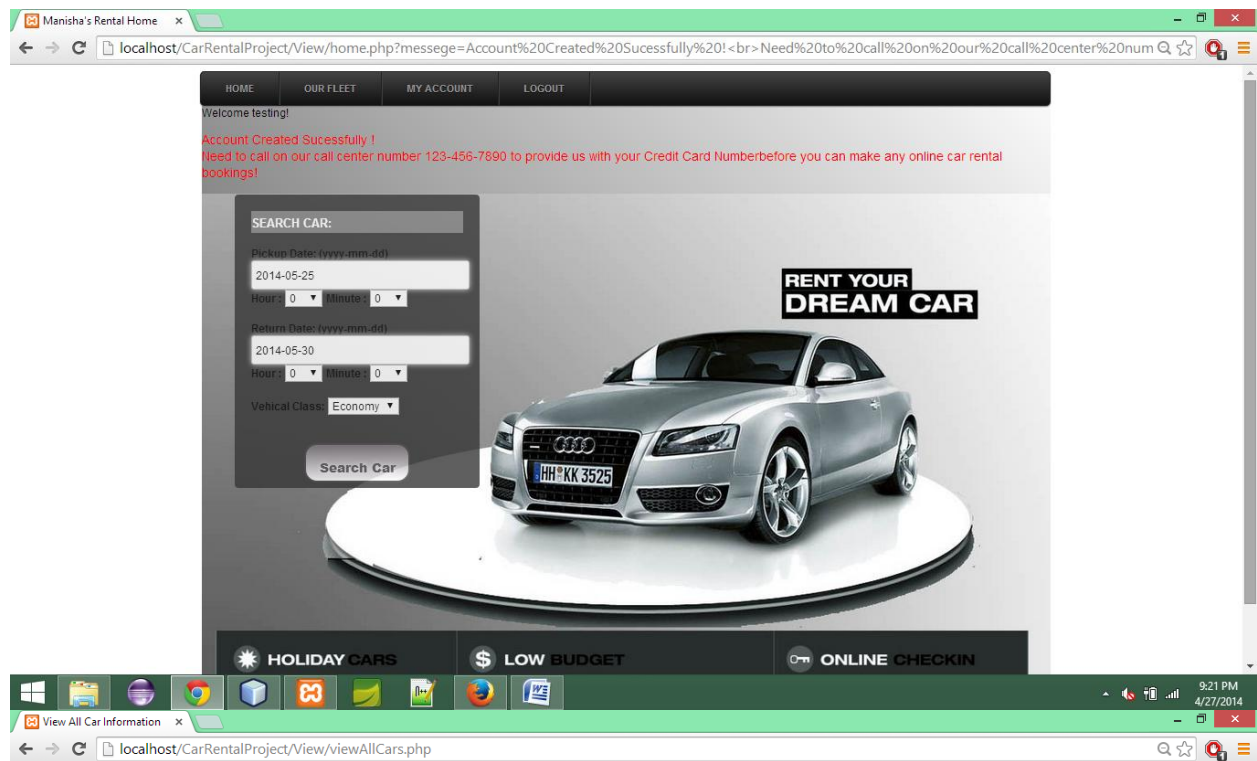 Manisha's Rental Home
localhost/CarRentalProject/View/home.php?messege=Account%20Created%20Sucessfully%20!<br>Need%20to%20call%20on%20our%20call%20center%20num
HOME OUR FLEET MY ACCOUNT LOGOUT
Welcome testing!
Account Created Sucessfully !
Need to call on our call center number 123-456-7890 to provide us with your Credit Card Numberbefore you can make any online car rental
bookings!
SEARCH CAR:
Pickup Date: (yyyy-mm-dd)
2014-05-25
Hour : 0 Minute : 0
Return Date: (yyyy-mm-dd)
2014-05-30
Hour : 0 Minute : 0
Vehical Class: Economy
Search Car
RENT YOUR
DREAM CAR
HH KK 3525
HOLIDAY CARS
LOW BUDGET
ONLINE CHECKIN
9:21 PM
4/27/2014
View All Car Information
localhost/CarRentalProject/View/viewAllCars.php